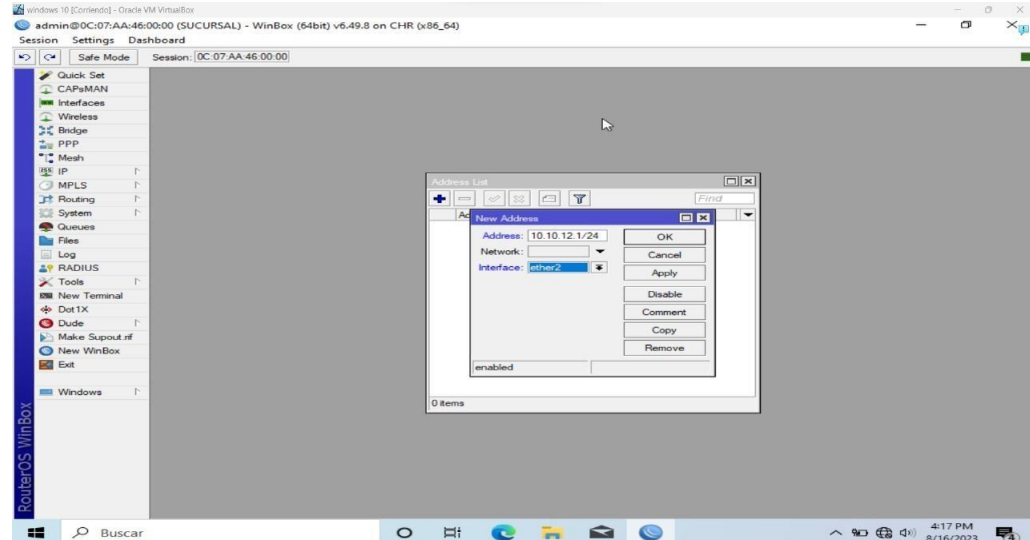 windows 10 [Corriendo] - Oracle VM VirtualBox
admin@0C:07:AA:46:00:00 (SUCURSAL) - WinBox (64bit) v6.49.8 on CHR (x86_64)
Session Settings Dashboard
Safe Mode Session: 0C:07:AA:46:00:00
Quick Set
CAPsMAN
Interfaces
Wireless
Bridge
PPP
Mesh
IP
MPLS
Routing
System
Queues
Files
Log
RADIUS
Tools
New Terminal
Dot1X
Dude
Make Supout.rif
New WinBox
Exit
Windows
RouterOS WinBox
Address List
Find
New Address
Address: 10.10.12.1/24
Network:
Interface: ether2
OK
Cancel
Apply
Disable
Comment
Copy
Remove
enabled
0 items
Buscar
4:17 PM
8/16/2023
4